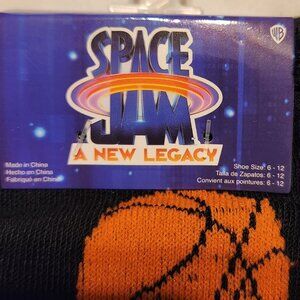 WB
SPACE
JAM
A NEW LEGACY
Made in China
Hecho en China
Fabriqué en Chine
Shoe Size: 6 - 12
Talla de Zapatos: 6 - 12
Convient aux pointures: 6 - 12